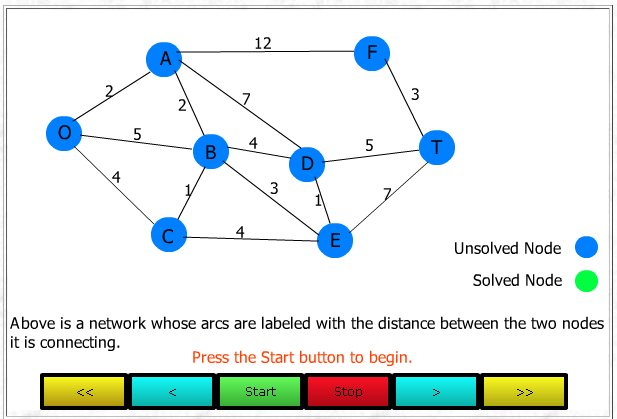 12
A
F
2
2
7
3
O
5
4
5
T
B
D
4
3
1
1
7
C
4
E
Unsolved Node
Solved Node
Above is a network whose arcs are labeled with the distance between the two nodes
it is connecting.
Press the Start button to begin.
<< < Start Stop > >>